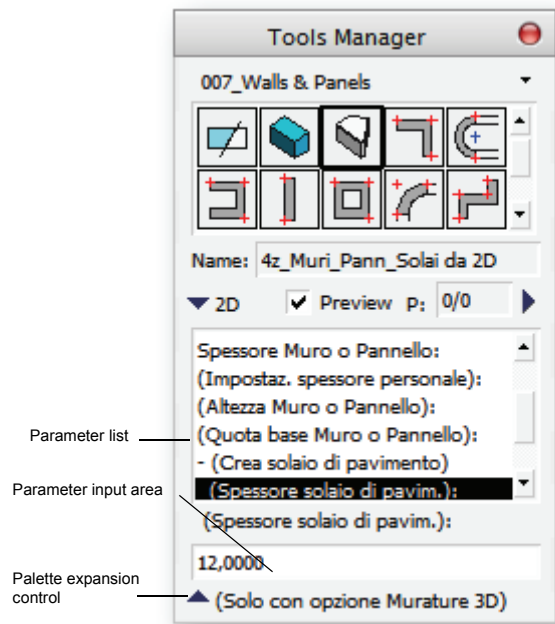 Tools Manager
007_Walls & Panels
Name: 4z_Muri_Pann_Solai da 2D
2D Preview p: 0/0
Spessore Muro o Pannello:
(Impostaz. spessore personale):
(Altezza Muro o Pannello):
(Quota base Muro o Pannello):
- (Crea solaio di pavimento)
(Spessore solaio di pavim.):
(Spessore solaio di pavim.):
12,0000
(Solo con opzione Murature 3D)
Parameter list
Parameter input area
Palette expansion
control